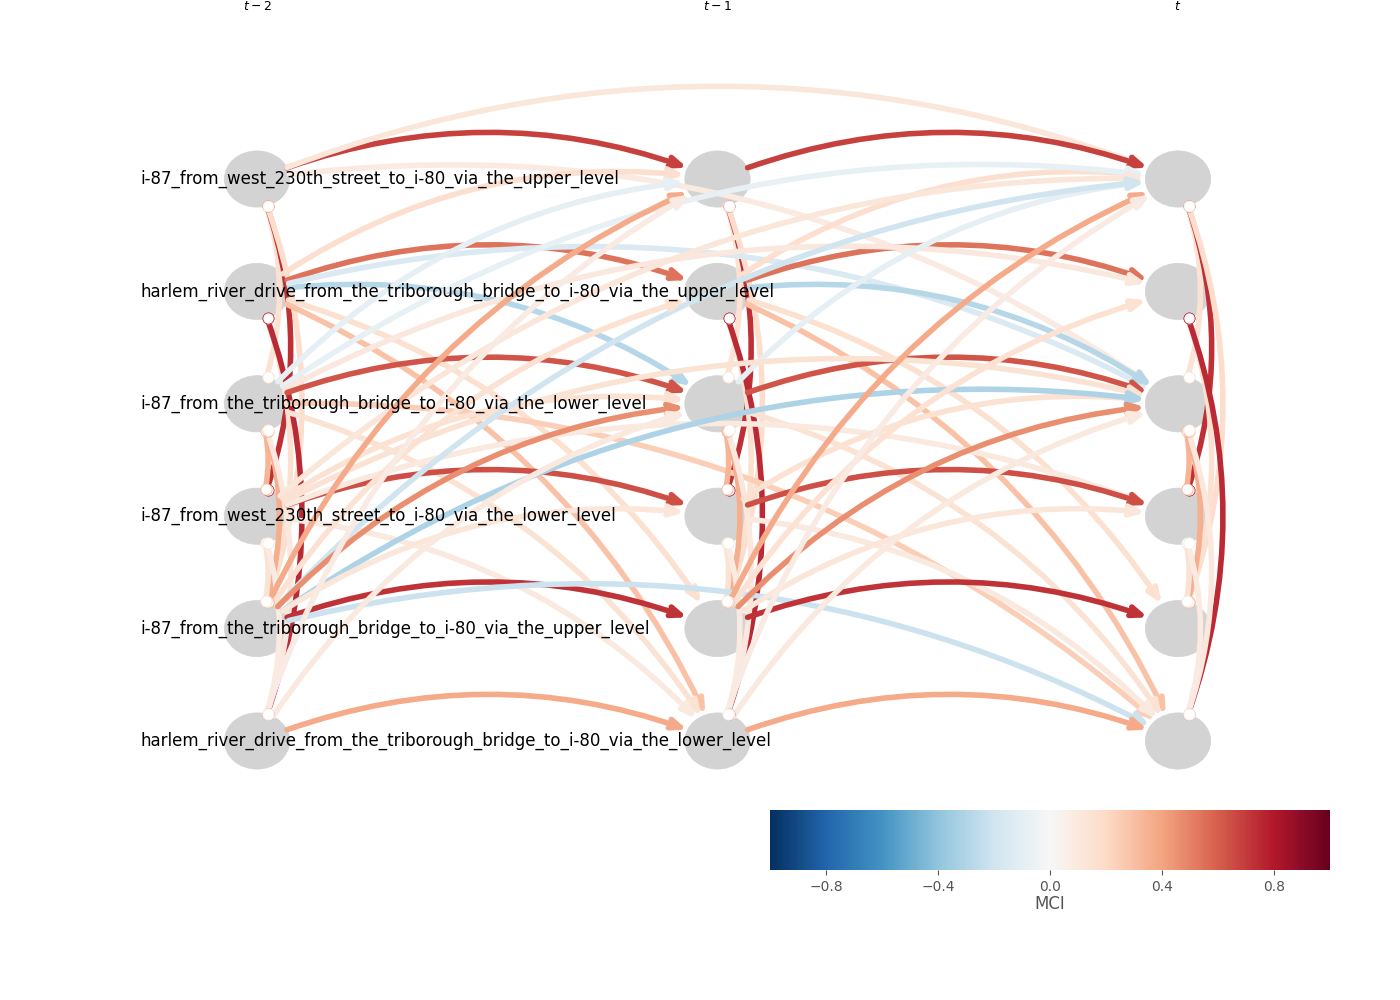 t − 2 t − 1 t
i-87_from_west_230th_street_to_i-80_via_the_upper_level
harlem_river_drive_from_the_triborough_bridge_to_i-80_via_the_upper_level
i-87_from_the_triborough_bridge_to_i-80_via_the_lower_level
i-87_from_west_230th_street_to_i-80_via_the_lower_level
i-87_from_the_triborough_bridge_to_i-80_via_the_upper_level
harlem_river_drive_from_the_triborough_bridge_to_i-80_via_the_lower_level
−0.8 −0.4 0.0 0.4 0.8
MCI